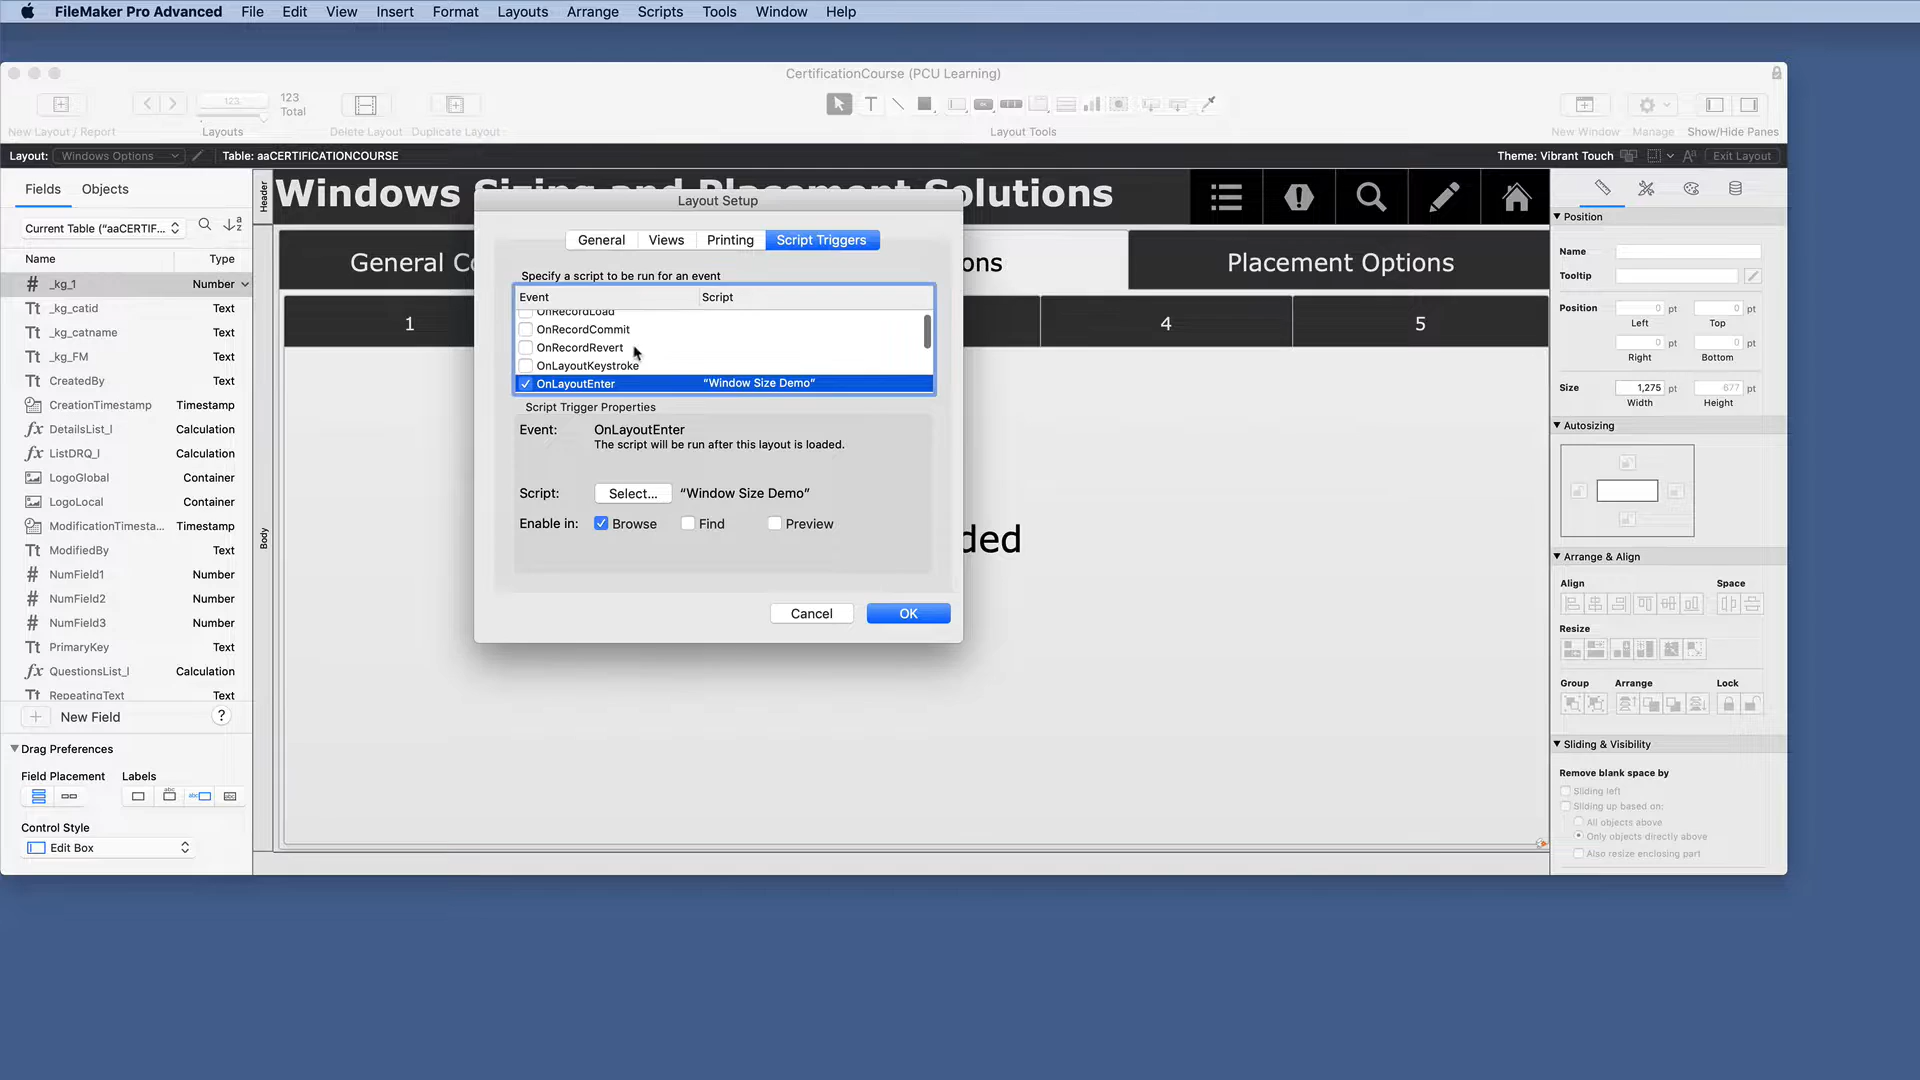 FileMaker Pro Advanced File Edit View Insert Format Layouts Arrange Scripts Tools Window Help
CertificationCourse (PCU Learning)
123
123
Total
New Layout / Report Layouts Delete Layout Duplicate Layout Layout Tools New Window Manage Show/Hide Panes
Layout: Windows Options Table: aaCERTIFICATIONCOURSE Theme: Vibrant Touch Exit Layout
Fields Objects
Current Table ("aaCERTIF...
Name Type
_kg_1 Number
_kg_catid Text
_kg_catname Text
_kg_FM Text
CreatedBy Text
CreationTimestamp Timestamp
DetailsList_l Calculation
ListDRQ_l Calculation
LogoGlobal Container
LogoLocal Container
ModificationTimesta... Timestamp
ModifiedBy Text
NumField1 Number
NumField2 Number
NumField3 Number
PrimaryKey Text
QuestionsList_l Calculation
RepeatingText Text
New Field ?
Drag Preferences
Field Placement Labels
Control Style
Edit Box
Header
Body
Windows Sizing and Placement Solutions
General Co
ons
Placement Options
1
4
5
ded
Layout Setup
General Views Printing Script Triggers
Specify a script to be run for an event
Event Script
OnRecordLoad
OnRecordCommit
OnRecordRevert
OnLayoutKeystroke
OnLayoutEnter "Window Size Demo"
Script Trigger Properties
Event: OnLayoutEnter
The script will be run after this layout is loaded.
Script: Select... "Window Size Demo"
Enable in: Browse Find Preview
Cancel OK
Position
Name
Tooltip
Position 0 pt 0 pt
Left Top
0 pt 0 pt
Right Bottom
Size 1,275 pt 677 pt
Width Height
Autosizing
Arrange & Align
Align Space
Resize
Group Arrange Lock
Sliding & Visibility
Remove blank space by
Sliding left
Sliding up based on:
All objects above
Only objects directly above
Also resize enclosing part